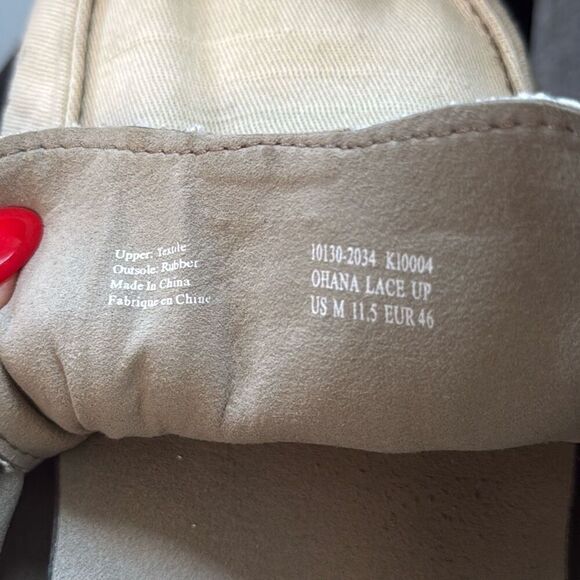 Upper: Textile
Outsole: Rubber
Made In China
Fabrique en Chine
10130-2034 K10004
OHANA LACE UP
US M 11.5 EUR 46